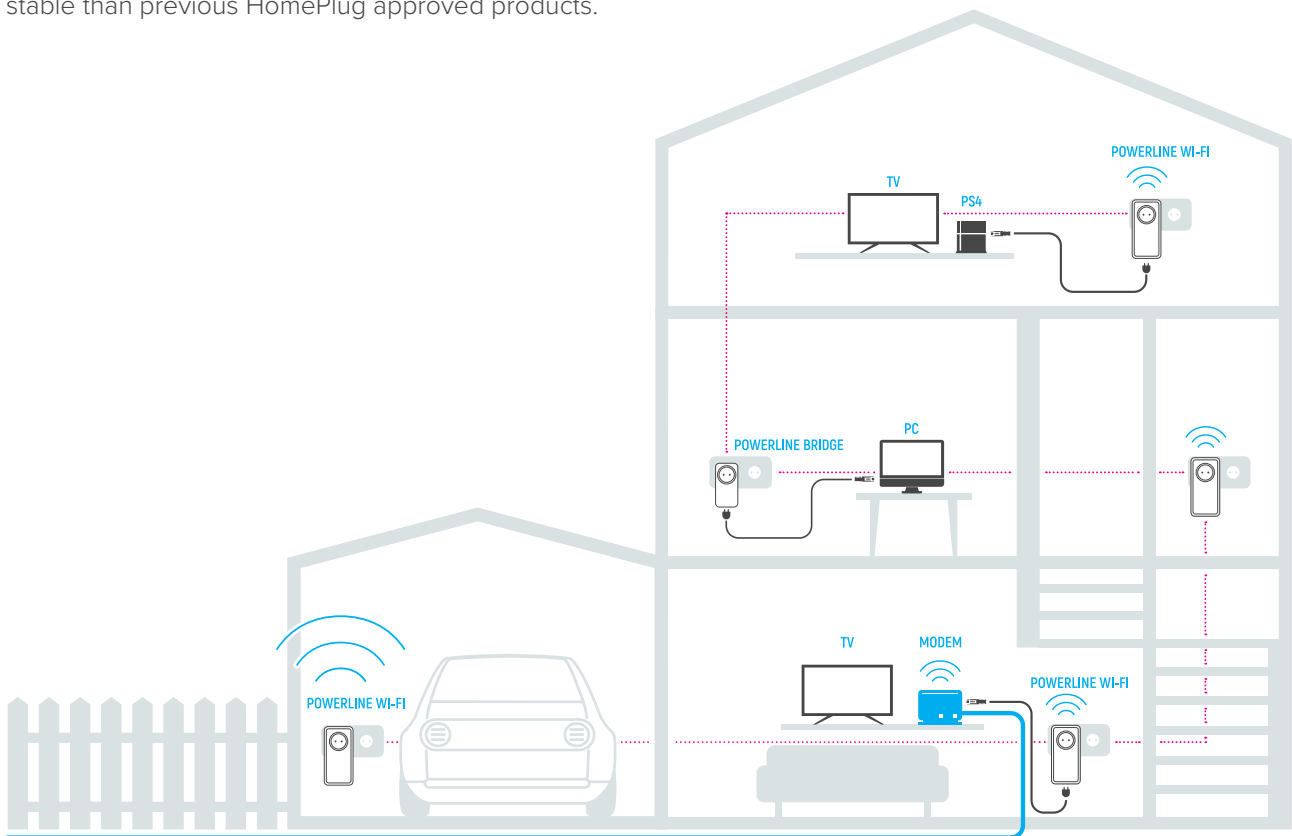 stable than previous HomePlug approved products.
POWERLINE WI-FI
TV
PS4
PC
POWERLINE BRIDGE
TV
MODEM
POWERLINE WI-FI
POWERLINE WI-FI